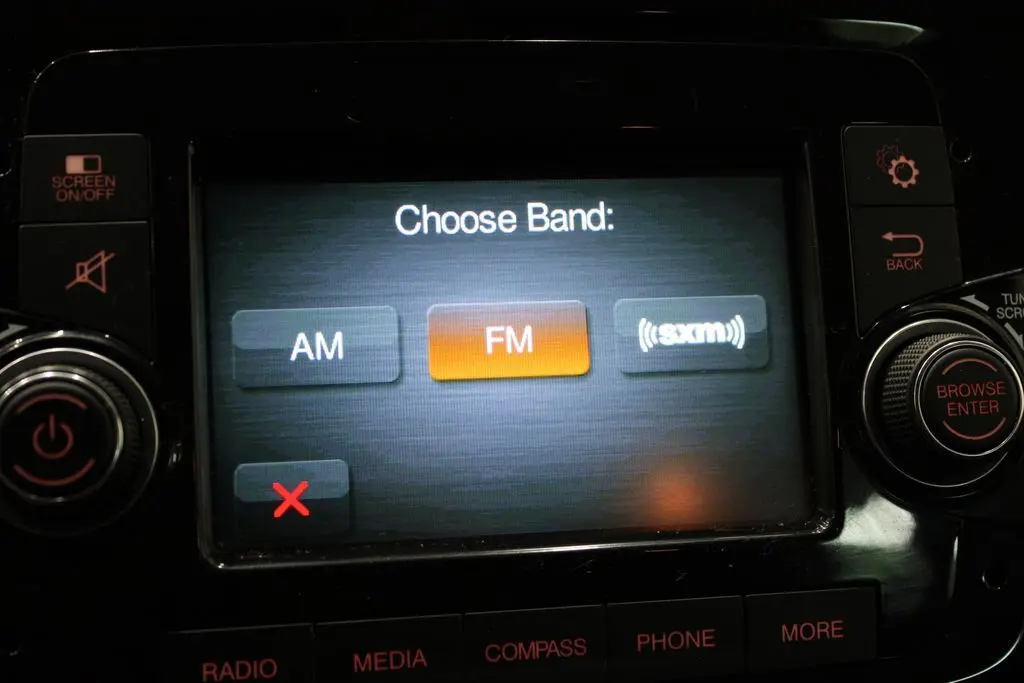 Choose Band:
SCREEN
ON/OFF
BACK
AM
FM
sxm
BROWSE
ENTER
RADIO
MEDIA
COMPASS
PHONE
MORE